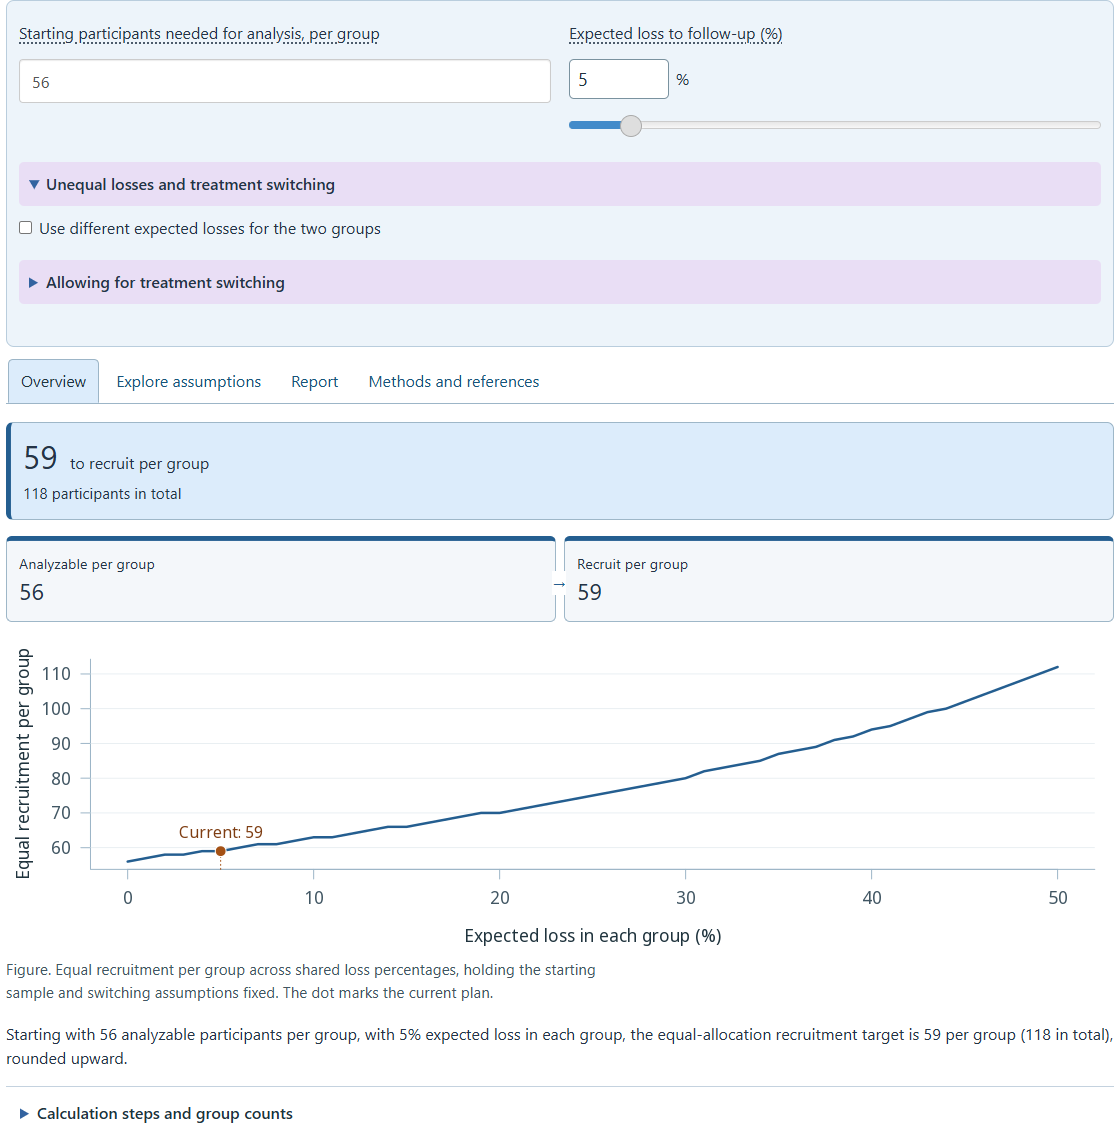 Starting participants needed for analysis, per group
Expected loss to follow-up (%)
56
5
%
Unequal losses and treatment switching
Use different expected losses for the two groups
Allowing for treatment switching
Overview
Explore assumptions
Report
Methods and references
59 to recruit per group
118 participants in total
Analyzable per group
56
→
Recruit per group
59
Equal recruitment per group
110
100
90
80
70
60
Current: 59
0
10
20
30
40
50
Expected loss in each group (%)
Figure. Equal recruitment per group across shared loss percentages, holding the starting
sample and switching assumptions fixed. The dot marks the current plan.
Starting with 56 analyzable participants per group, with 5% expected loss in each group, the equal-allocation recruitment target is 59 per group (118 in total),
rounded upward.
Calculation steps and group counts